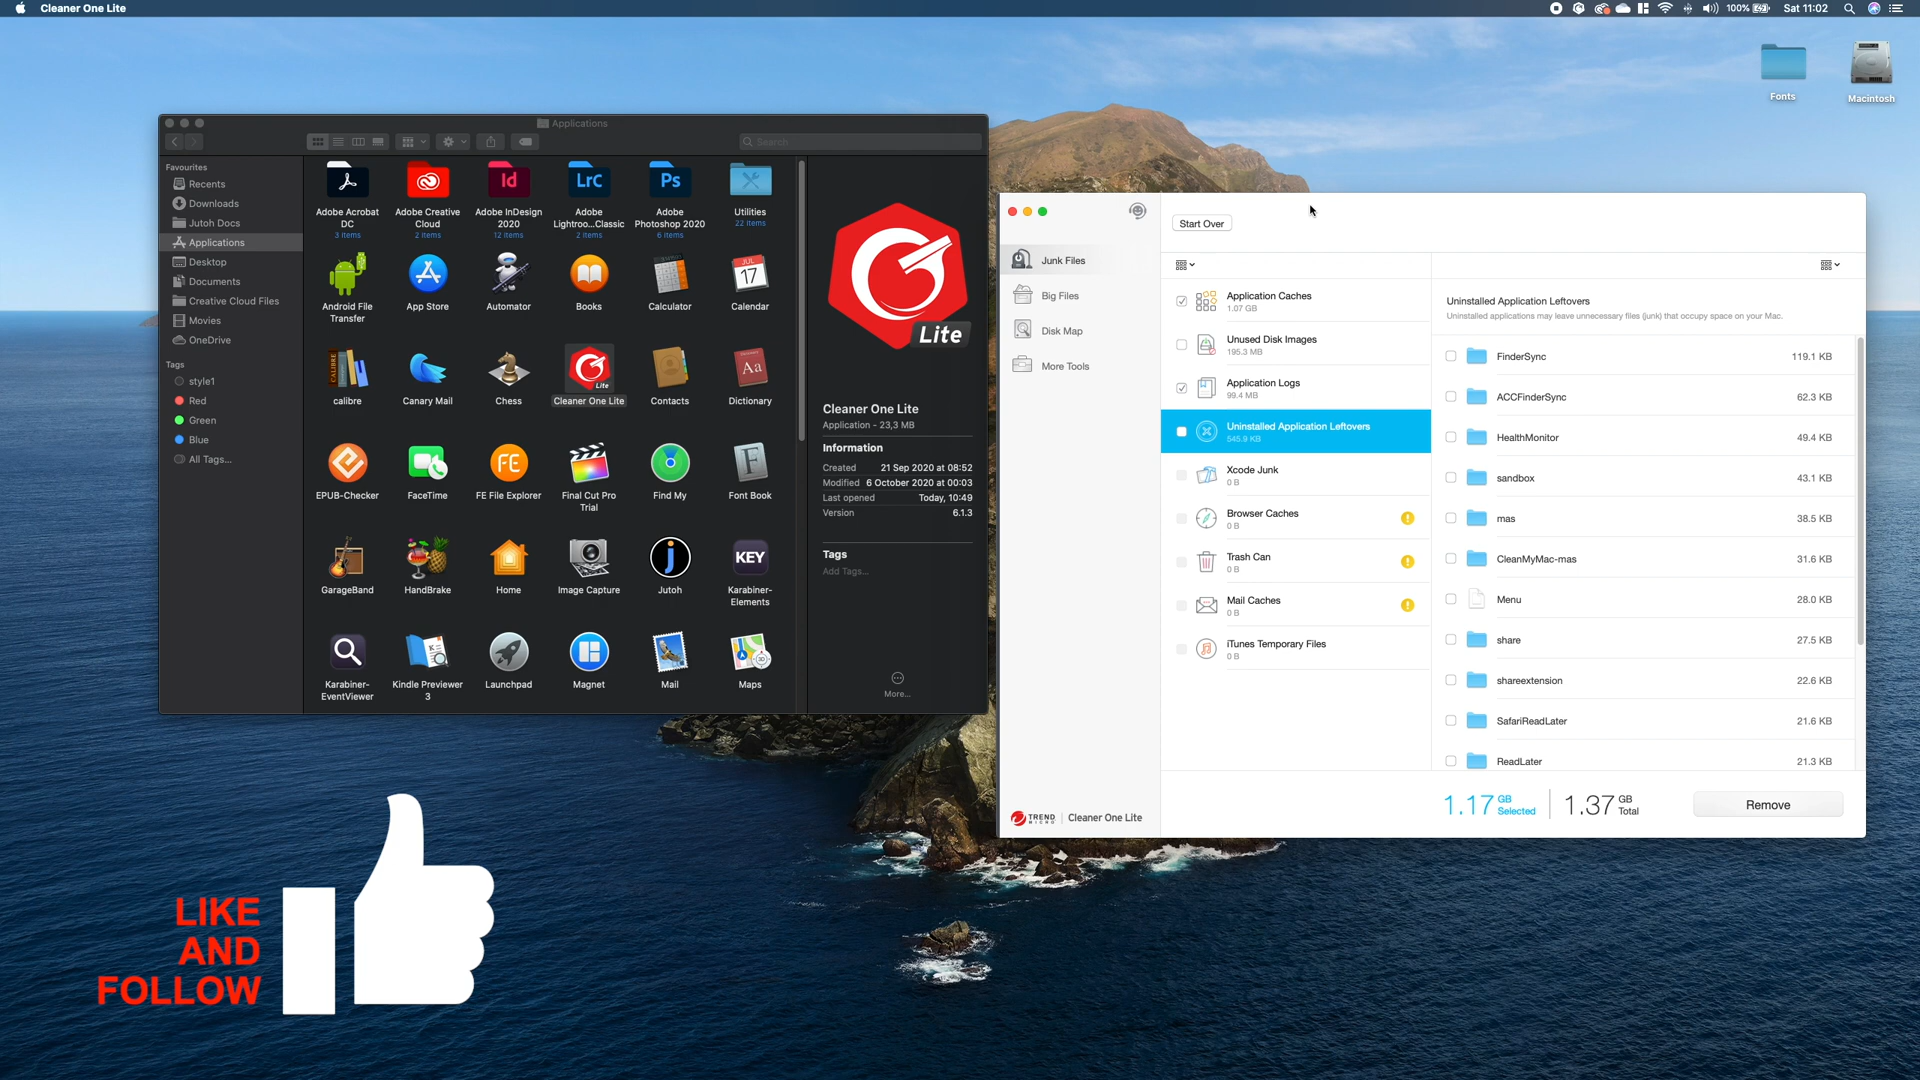 Cleaner One Lite
100%
Sat 11:02
Fonts
Macintosh
Applications
Search
Favourites
Recents
Downloads
Jutoh Docs
Applications
Desktop
Documents
Creative Cloud Files
Movies
OneDrive
Tags
style1
Red
Green
Blue
All Tags...
Adobe Acrobat
DC
3 items
Adobe Creative
Cloud
2 items
Id
Adobe InDesign
2020
12 items
LrC
Adobe
Lightroo...Classic
2 items
Ps
Adobe
Photoshop 2020
6 items
Utilities
22 items
Android File
Transfer
App Store
Automator
Books
Calculator
JUL
17
Calendar
CALIBRE
calibre
Canary Mail
Chess
Lite
Cleaner One Lite
Contacts
Aa
Dictionary
EPUB-Checker
FaceTime
FE
FE File Explorer
Final Cut Pro
Trial
Find My
F
Font Book
GarageBand
HandBrake
Home
Image Capture
j
Jutoh
KEY
Karabiner-
Elements
Karabiner-
EventViewer
K
Kindle Previewer
3
Launchpad
Magnet
Mail
3D
Maps
Lite
Cleaner One Lite
Application - 23,3 MB
Information
Created 21 Sep 2020 at 08:52
Modified 6 October 2020 at 00:03
Last opened Today, 10:49
Version 6.1.3
Tags
Add Tags...
More...
Start Over
Junk Files
Big Files
Disk Map
More Tools
TREND
MICRO
Cleaner One Lite
Application Caches
1.07 GB
Unused Disk Images
195.3 MB
Application Logs
99.4 MB
Uninstalled Application Leftovers
545.9 KB
Xcode Junk
0 B
Browser Caches
0 B
Trash Can
0 B
Mail Caches
0 B
iTunes Temporary Files
0 B
Uninstalled Application Leftovers
Uninstalled applications may leave unnecessary files (junk) that occupy space on your Mac.
FinderSync 119.1 KB
ACCFinderSync 62.3 KB
HealthMonitor 49.4 KB
sandbox 43.1 KB
mas 38.5 KB
CleanMyMac-mas 31.6 KB
Menu 28.0 KB
share 27.5 KB
shareextension 22.6 KB
SafariReadLater 21.6 KB
ReadLater 21.3 KB
1.17 GB Selected
1.37 GB Total
Remove
LIKE
AND
FOLLOW